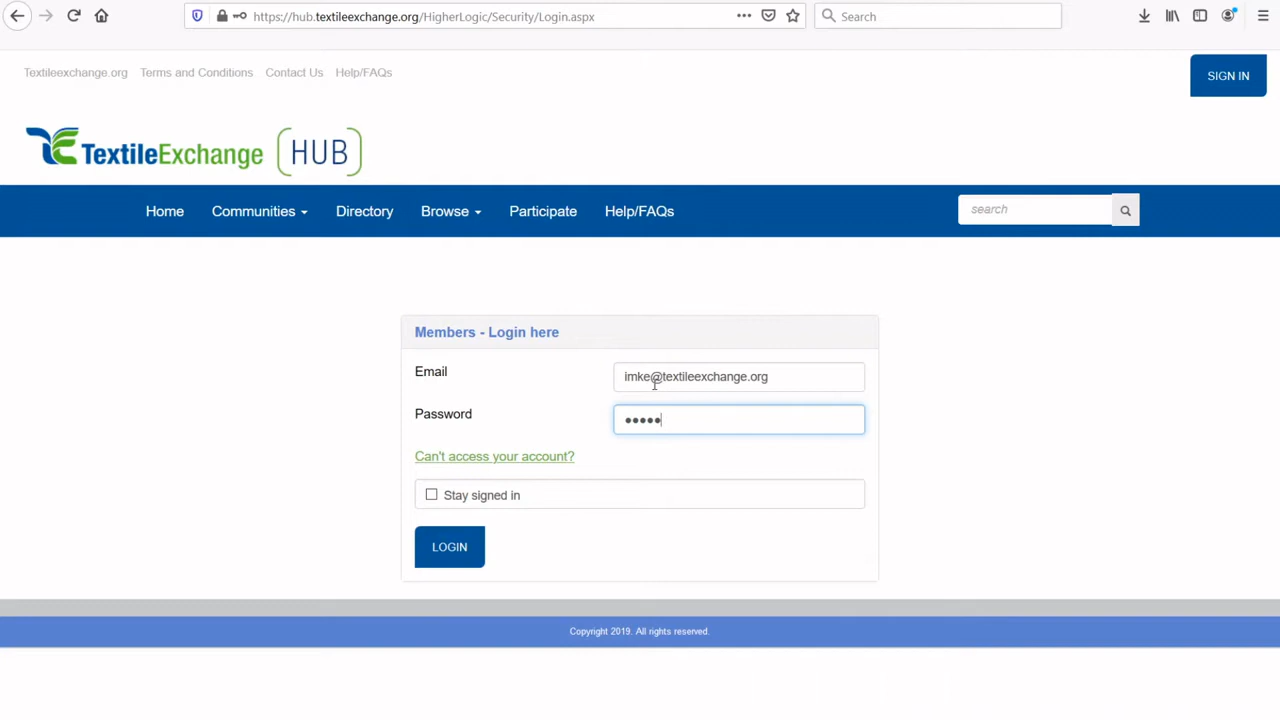 https://hub.textileexchange.org/HigherLogic/Security/Login.aspx
Search
Textileexchange.org Terms and Conditions Contact Us Help/FAQs
SIGN IN
TextileExchange HUB
Home Communities Directory Browse Participate Help/FAQs
search
Members - Login here
Email
imke@textileexchange.org
Password
•••••
Can't access your account?
Stay signed in
LOGIN
Copyright 2019. All rights reserved.